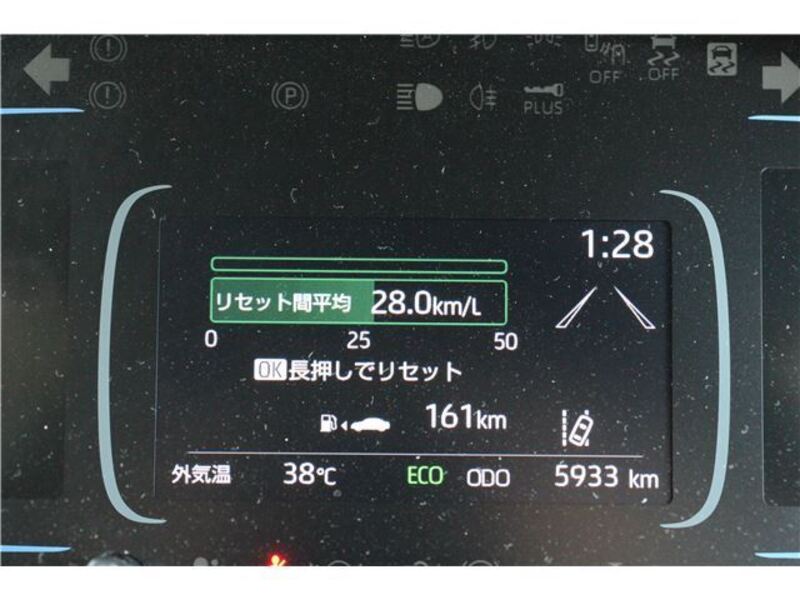 OFF
OFF
P
PLUS
1:28
リセット間平均 28.0km/L
0 25 50
OK長押しでリセット
161km
外気温 38℃ ECO ODO 5933 km